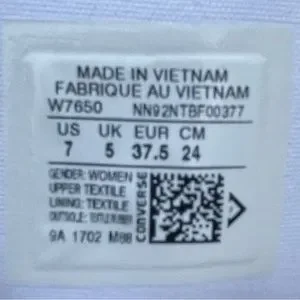 MADE IN VIETNAM
FABRIQUE AU VIETNAM
W7650 NN92NTBF00377
US UK EUR CM
7 5 37.5 24
GENDER: WOMEN
UPPER: TEXTILE
LINING: TEXTILE
OUTSOLE:
9A 1702 M88
CONVERSE